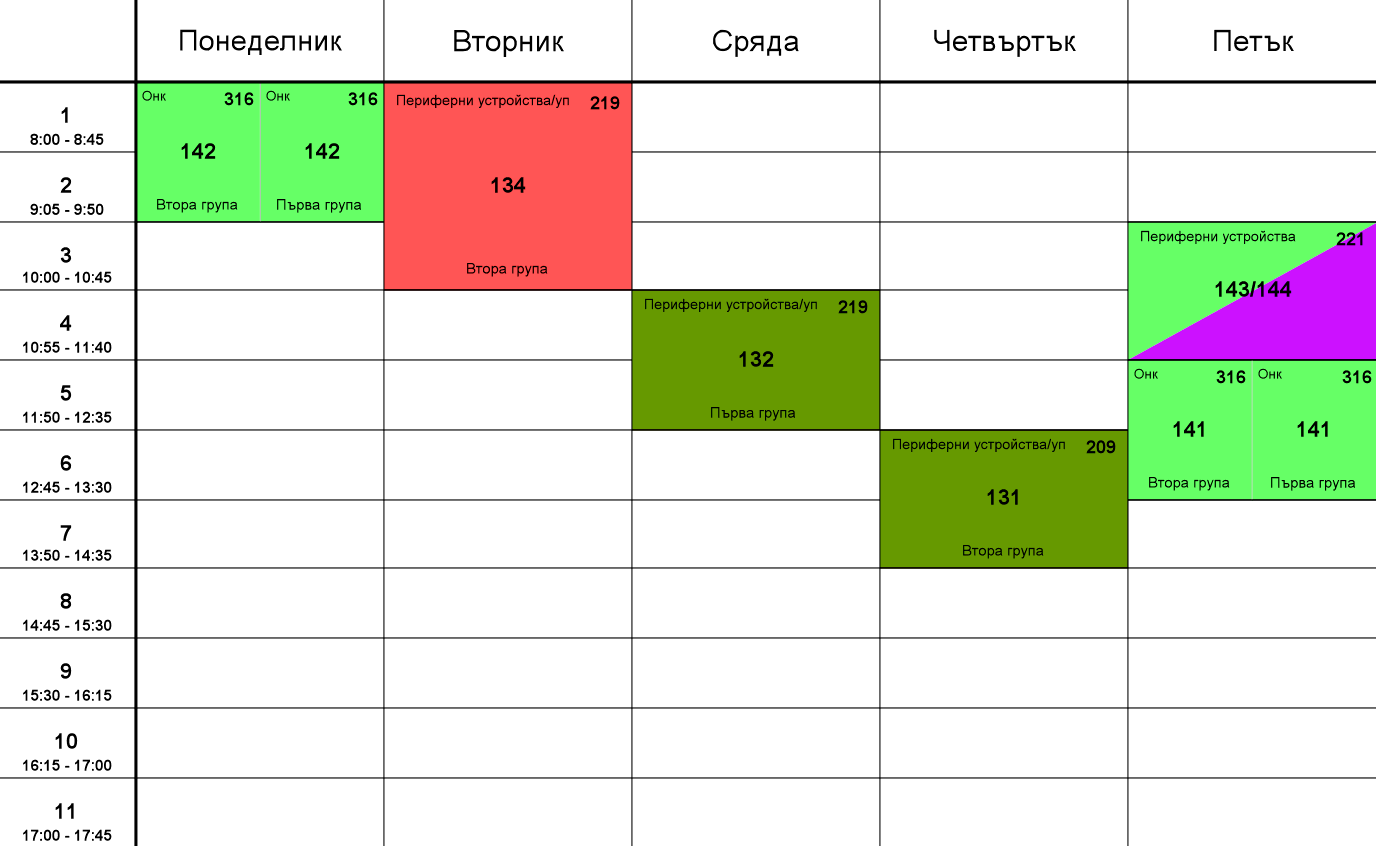 Понеделник Вторник Сряда Четвъртък Петък
1
8:00 - 8:45
Онк 316 Онк 316 Периферни устройства/уп 219
142 142
2
9:05 - 9:50
134
Втора група Първа група
3
10:00 - 10:45
Втора група
Периферни устройства 221
143/144
4
10:55 - 11:40
Периферни устройства/уп 219
132
5
11:50 - 12:35
Първа група
Онк 316 Онк 316
141 141
6
12:45 - 13:30
Периферни устройства/уп 209
131
Втора група Първа група
7
13:50 - 14:35
Втора група
8
14:45 - 15:30
9
15:30 - 16:15
10
16:15 - 17:00
11
17:00 - 17:45